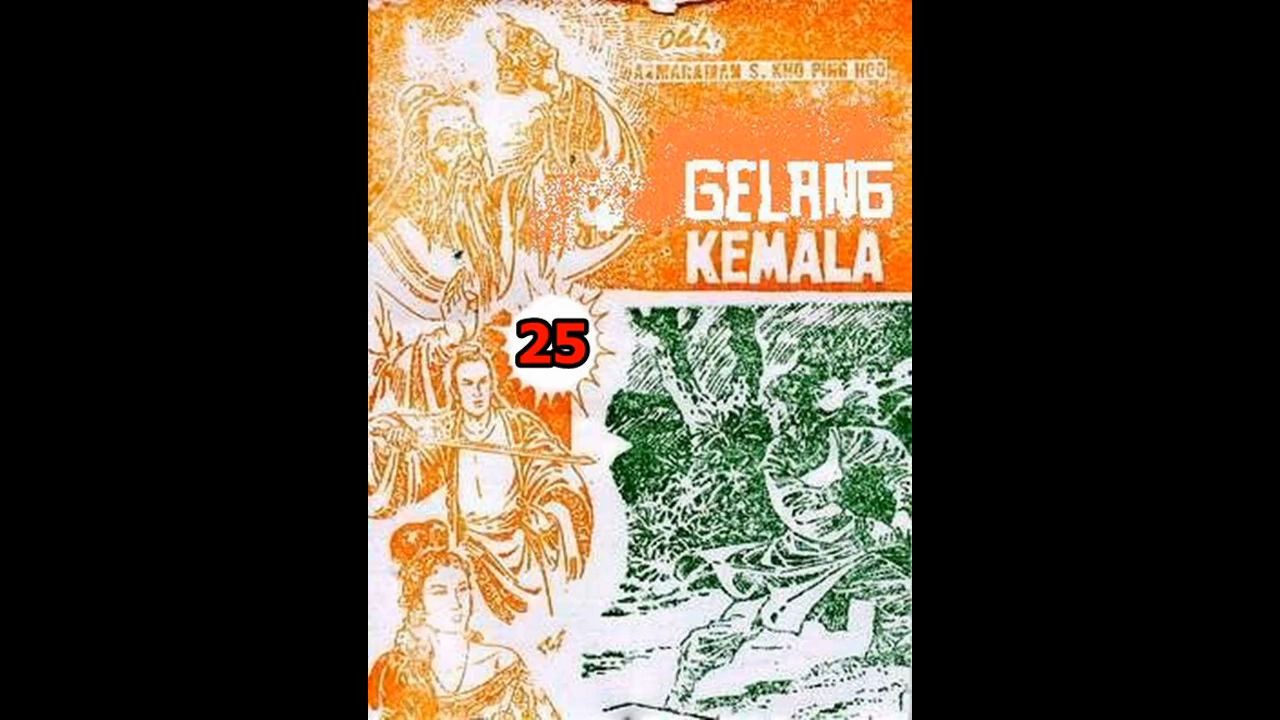 Oleh:
ASMARAMAN S. KHO PING HOO
GELANG
KEMALA
25